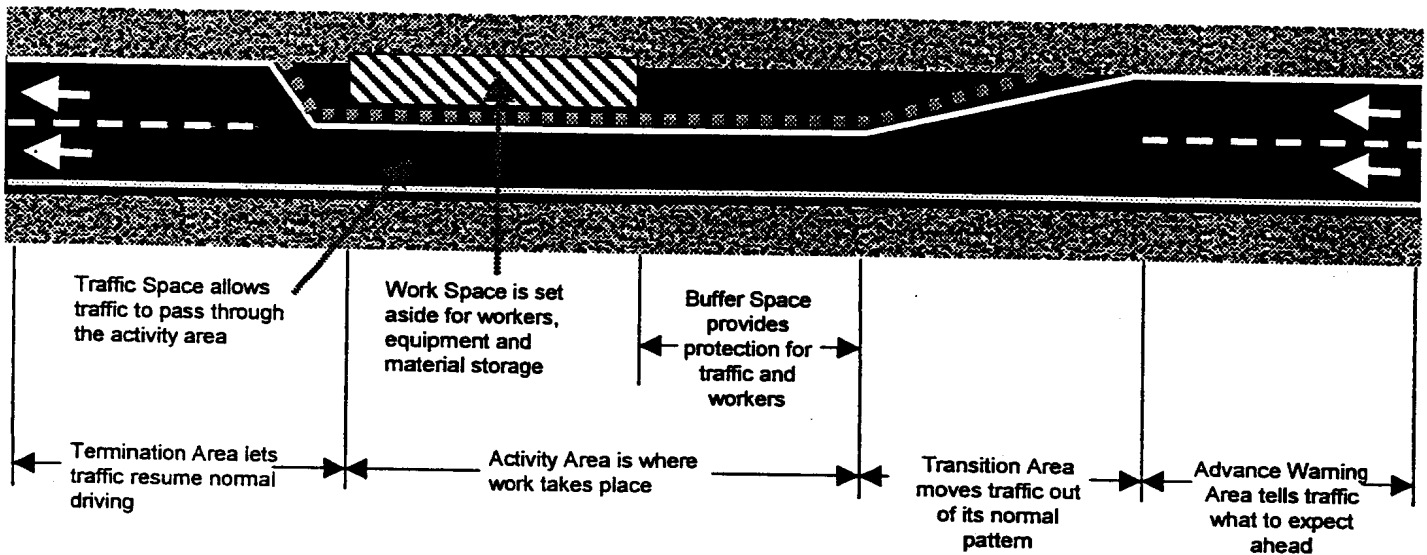 Traffic Space allows
traffic to pass through
the activity area
Work Space is set
aside for workers,
equipment and
material storage
Buffer Space
provides
protection for
traffic and
workers
Termination Area lets
traffic resume normal
driving
Activity Area is where
work takes place
Transition Area
moves traffic out
of its normal
pattern
Advance Warning
Area tells traffic
what to expect
ahead